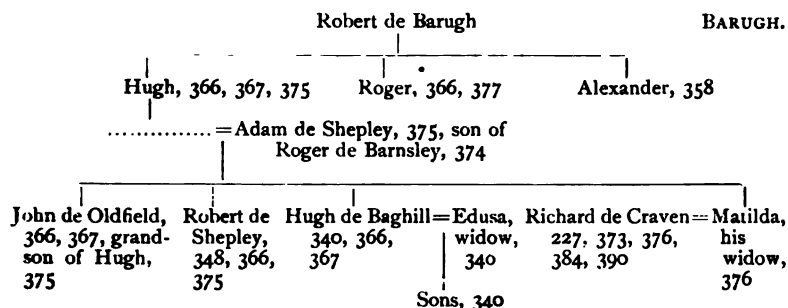 Robert de Barugh BARUGH.
Hugh, 366, 367, 375 Roger, 366, 377 Alexander, 358
............... = Adam de Shepley, 375, son of
Roger de Barnsley, 374
John de Oldfield, Robert de Hugh de Baghill = Edusa, Richard de Craven = Matilda,
366, 367, grand- Shepley, 340, 366, widow, 227, 373, 376, his
son of Hugh, 348, 366, 367 340 384, 390 widow,
375 375 376
Sons, 340